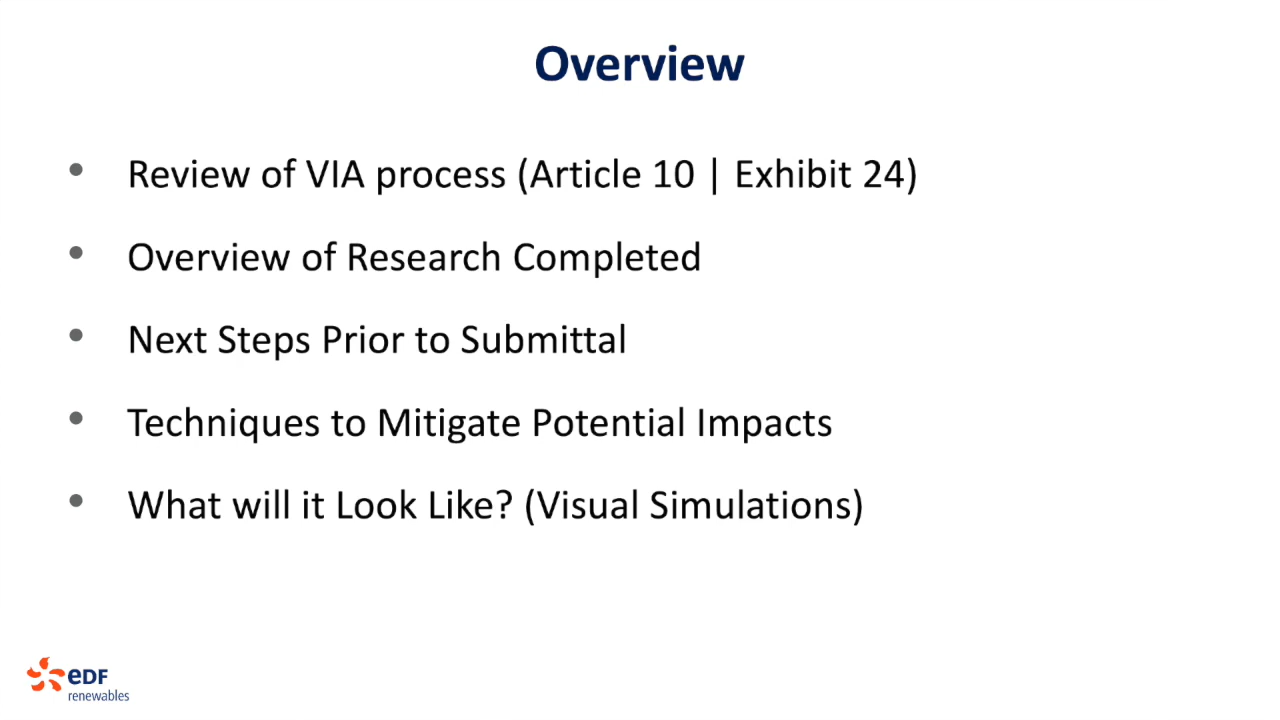 Overview
• Review of VIA process (Article 10 | Exhibit 24)
• Overview of Research Completed
• Next Steps Prior to Submittal
• Techniques to Mitigate Potential Impacts
• What will it Look Like? (Visual Simulations)
eDF
renewables